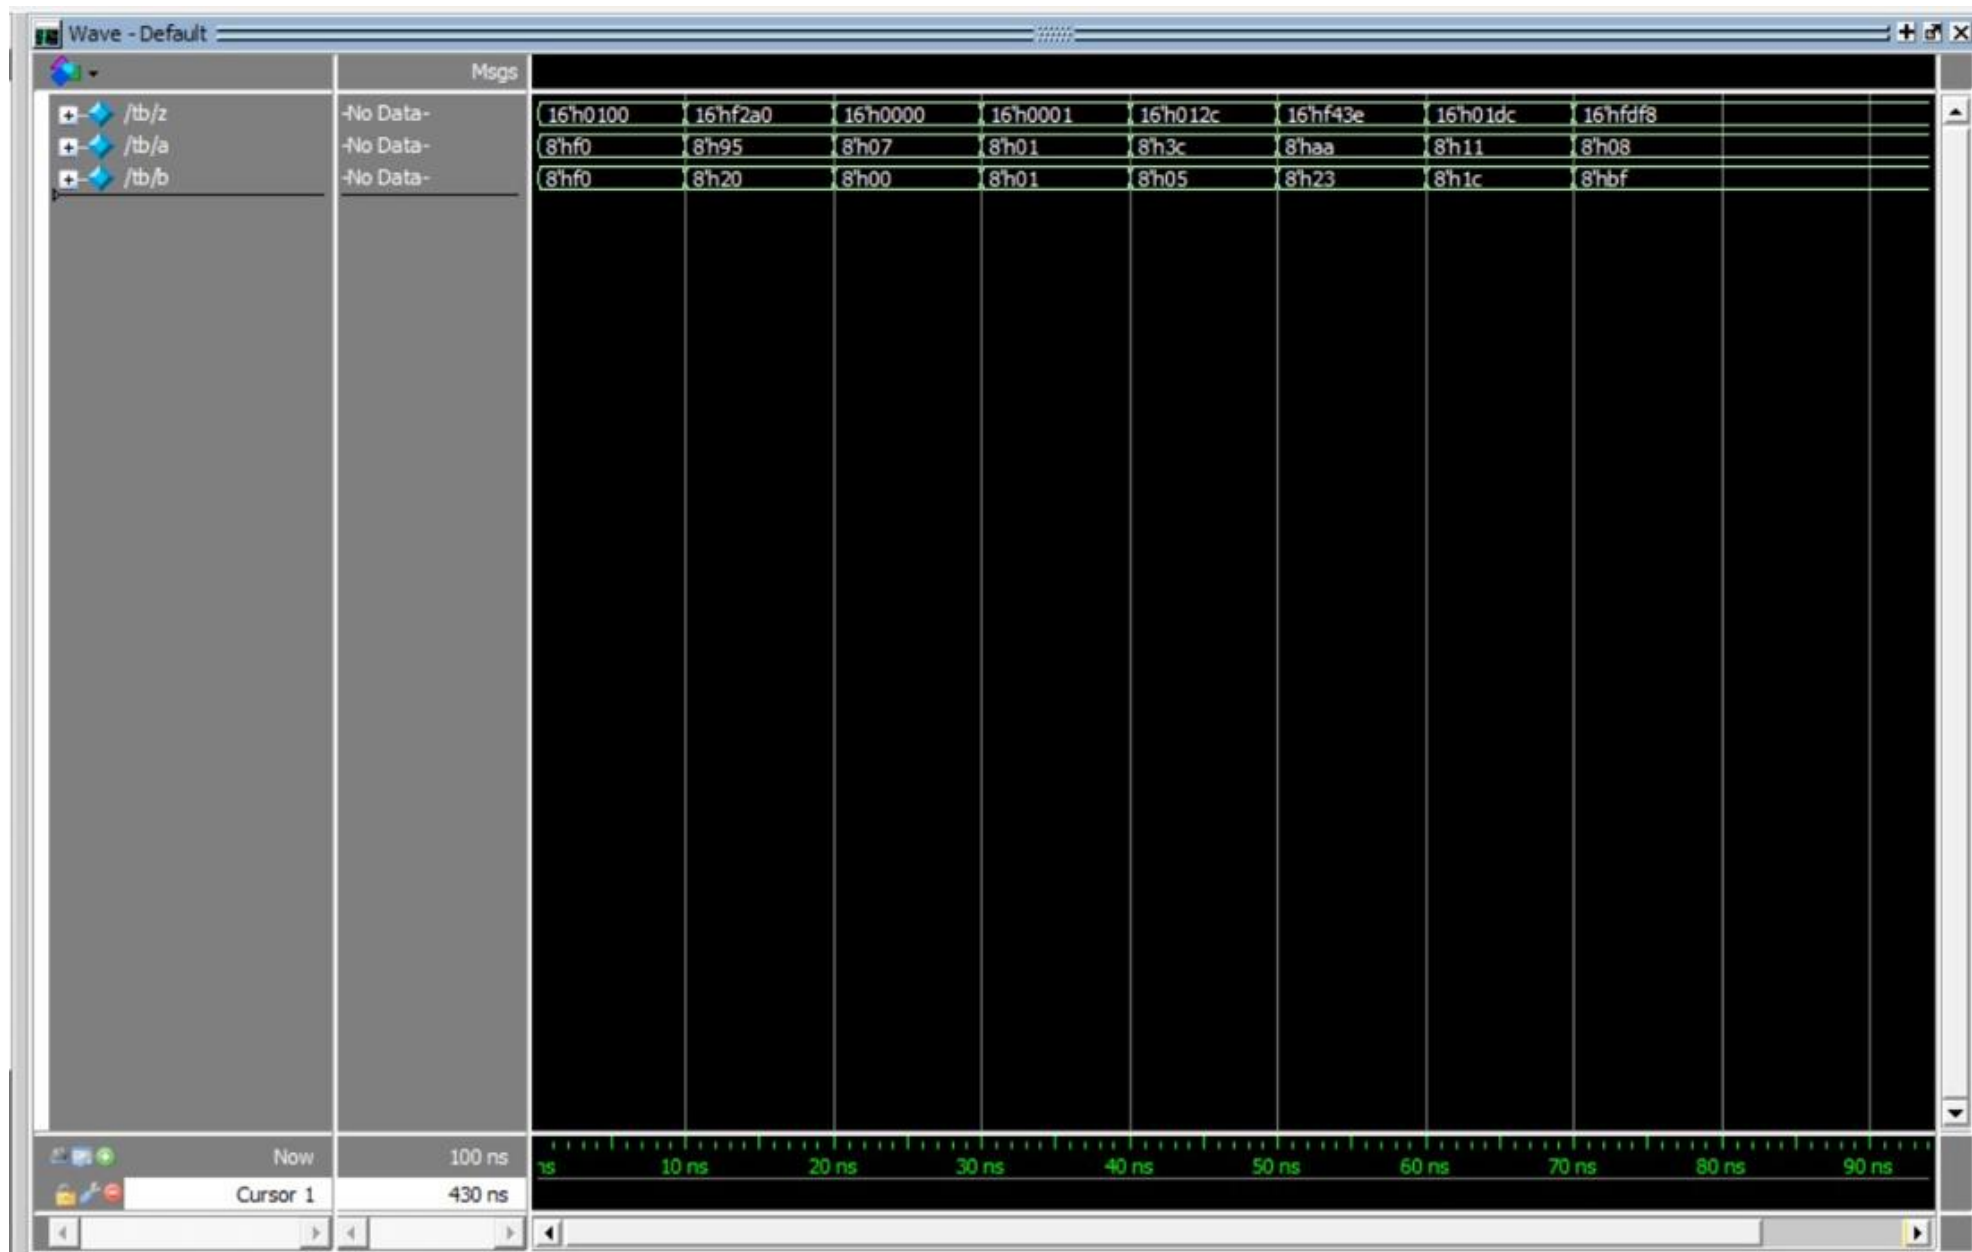 Wave - Default
Msgs
/tb/z -No Data- 16'h0100 16'hf2a0 16'h0000 16'h0001 16'h012c 16'hf43e 16'h01dc 16'hfdf8
/tb/a -No Data- 8'hf0 8'h95 8'h07 8'h01 8'h3c 8'haa 8'h11 8'h08
/tb/b -No Data- 8'hf0 8'h20 8'h00 8'h01 8'h05 8'h23 8'h1c 8'hbf
Now 100 ns ns 10 ns 20 ns 30 ns 40 ns 50 ns 60 ns 70 ns 80 ns 90 ns
Cursor 1 430 ns